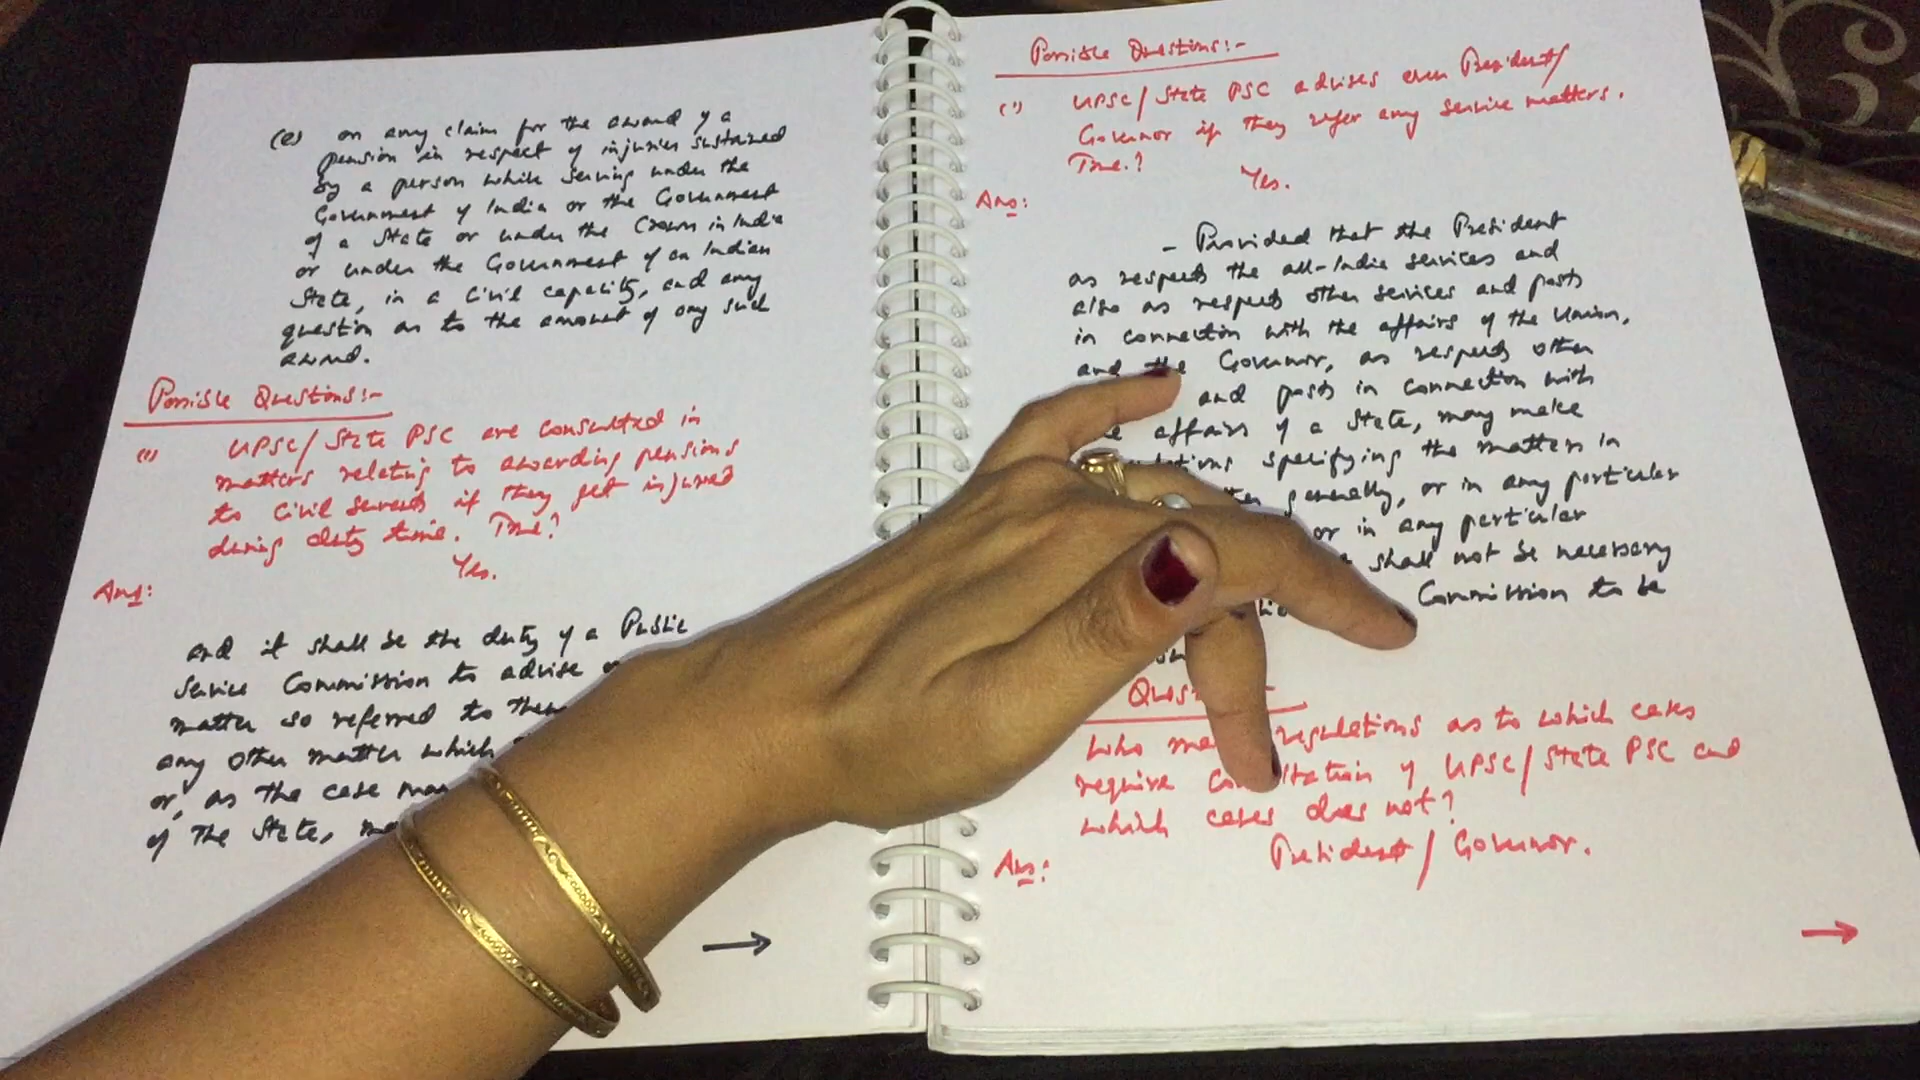 (e) on any claim for the award of a
pension in respect of injuries sustained
by a person while serving under the
Government of India or the Government
of a State or under the Crown in India
or under the Government of an Indian
State, in a civil capacity, and any
question as to the amount of any such
award.
Possible Questions:-
(1) UPSC/State PSC are consulted in
matters relating to awarding pensions
to civil servants if they get injured
during duty time. True?
Yes.
Ans:
and it shall be the duty of a Public
Service Commission to advise
matter so referred to them
any other matter which
or, as the case may
of the State,
Possible Questions:-
(1) UPSC/State PSC advises even President/
Governor if they refer any service matters.
True?
Yes.
Ans:
- Provided that the President
as respects the all-India services and
also as respects other services and posts
in connection with the affairs of the Union,
and the Governor, as respects other
and posts in connection with
affairs of a State, may make
specifying the matters in
generally, or in any particular
or in any particular
shall not be necessary
Commission to be
Who regulations as to which cases
require of UPSC/State PSC and
which cases does not?
President/Governor.
Ans: